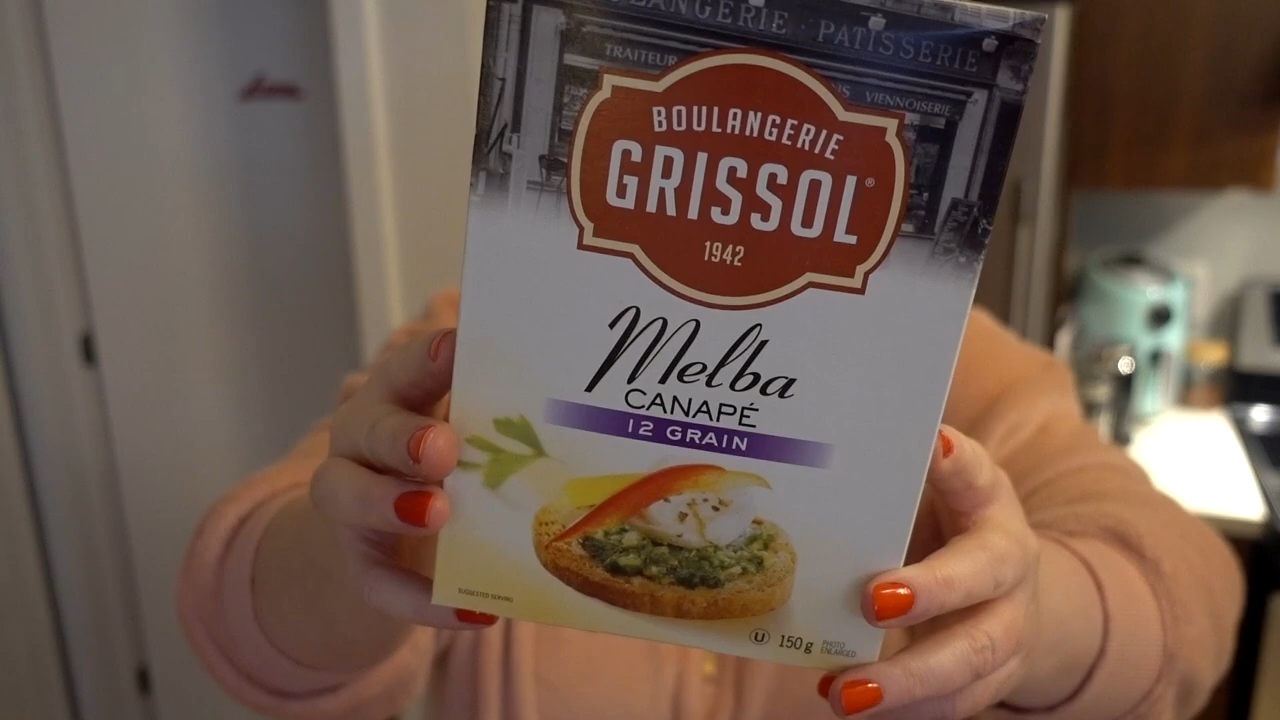 BOULANGERIE · PATISSERIE
TRAITEUR
VIENNOISERIE
BOULANGERIE
GRISSOL®
1942
Melba
CANAPÉ
12 GRAIN
SUGGESTED SERVING
U 150 g PHOTO
ENLARGED